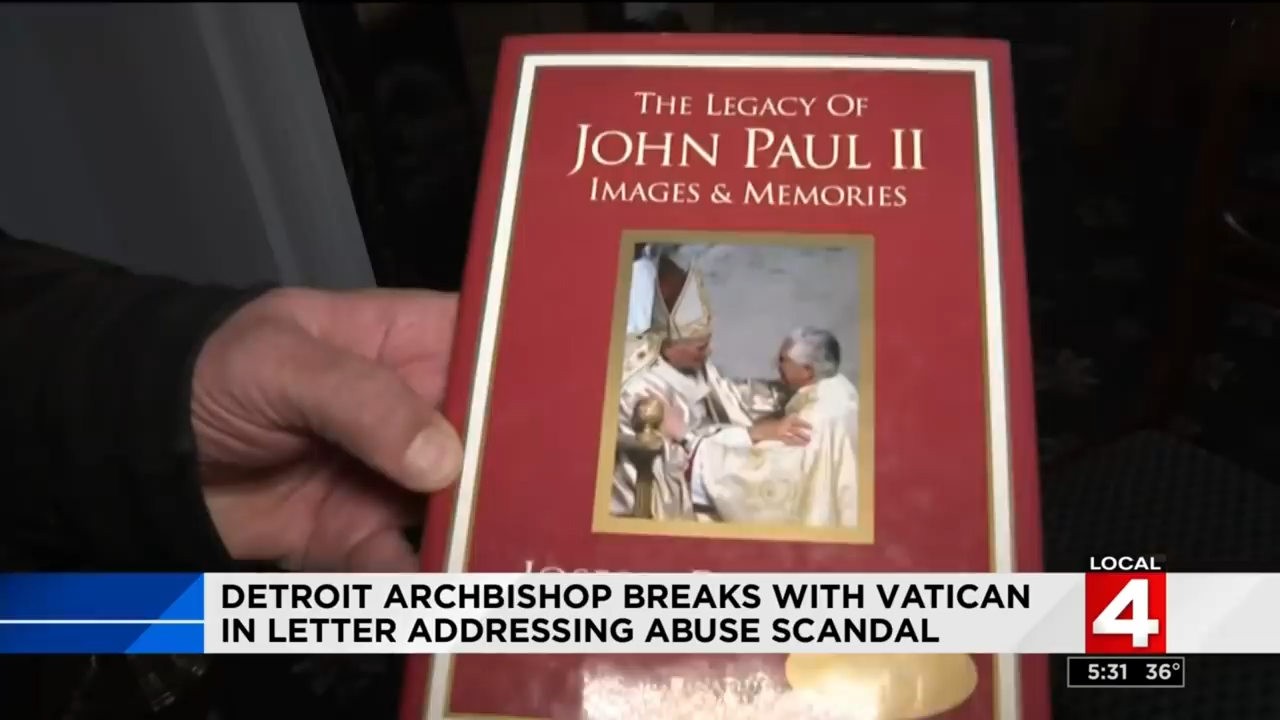 THE LEGACY OF
JOHN PAUL II
IMAGES & MEMORIES
DETROIT ARCHBISHOP BREAKS WITH VATICAN
IN LETTER ADDRESSING ABUSE SCANDAL
LOCAL
4
5:31 36°